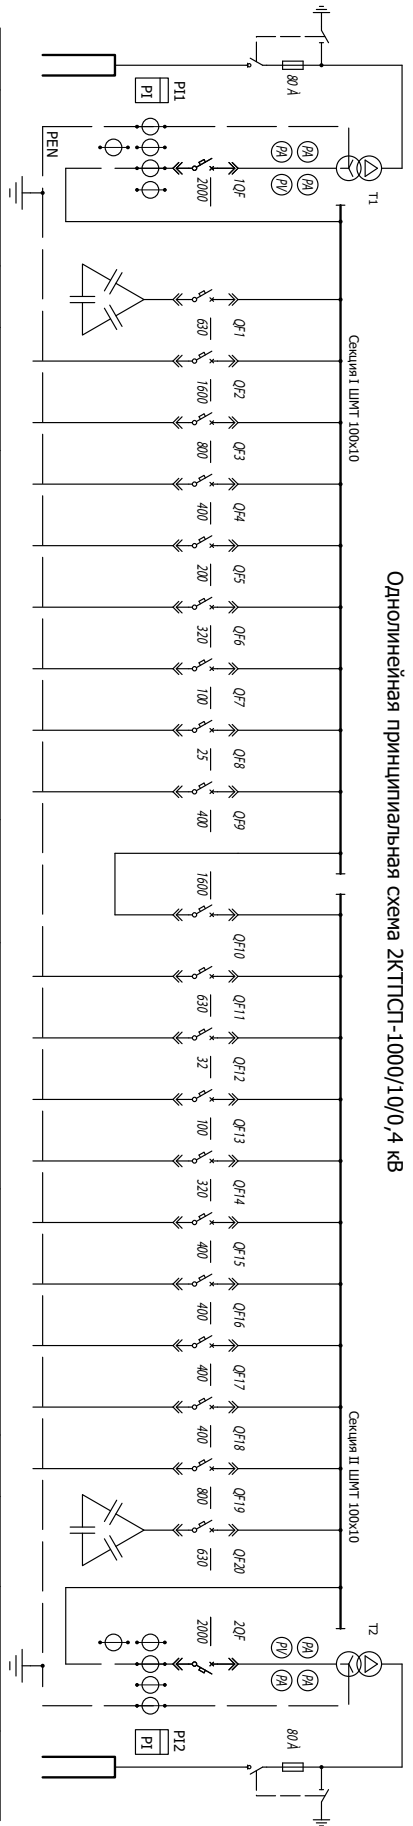 Однолинейная принципиальная схема 2КТПСП-1000/10/0,4 кВ
Секция I ШМТ 100x10
Секция II ШМТ 100x10
80 А
T1
PA
PA
PA
PV
1QF
2000
PI1
PI
PEN
QF1
630
QF2
1600
QF3
800
QF4
400
QF5
200
QF6
320
QF7
100
QF8
25
QF9
400
QF10
1600
QF11
630
QF12
32
QF13
100
QF14
320
QF15
400
QF16
400
QF17
400
QF18
400
QF19
800
QF20
630
T2
PA
PA
PV
PA
2QF
2000
PI2
PI
80 А